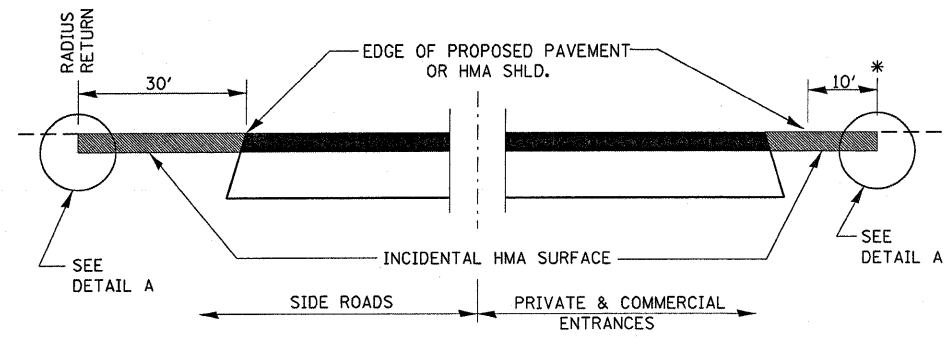 RADIUS
RETURN
30'
EDGE OF PROPOSED PAVEMENT
OR HMA SHLD.
10'
*
SEE
DETAIL A
INCIDENTAL HMA SURFACE
SEE
DETAIL A
SIDE ROADS
PRIVATE & COMMERCIAL
ENTRANCES